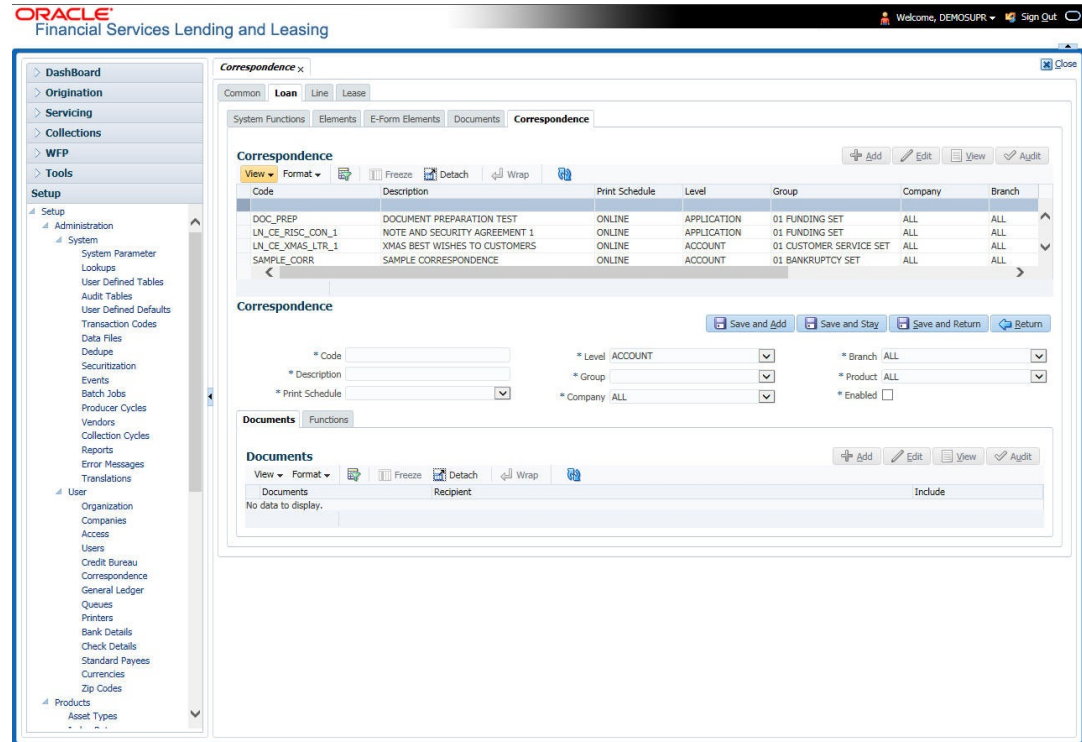 ORACLE®
Financial Services Lending and Leasing
Welcome, DEMOSUPR
Sign Out
Close
DashBoard
Origination
Servicing
Collections
WFP
Tools
Setup
Setup
Administration
System
System Parameter
Lookups
User Defined Tables
Audit Tables
User Defined Defaults
Transaction Codes
Data Files
Dedupe
Securitization
Events
Batch Jobs
Producer Cycles
Vendors
Collection Cycles
Reports
Error Messages
Translations
User
Organization
Companies
Access
Users
Credit Bureau
Correspondence
General Ledger
Queues
Printers
Bank Details
Check Details
Standard Payees
Currencies
Zip Codes
Products
Asset Types
Correspondence x
Common Loan Line Lease
System Functions Elements E-Form Elements Documents Correspondence
Correspondence
Add Edit View Audit
View Format Freeze Detach Wrap
Code Description Print Schedule Level Group Company Branch
DOC_PREP DOCUMENT PREPARATION TEST ONLINE APPLICATION 01 FUNDING SET ALL ALL
LN_CE_RISC_CON_1 NOTE AND SECURITY AGREEMENT 1 ONLINE APPLICATION 01 FUNDING SET ALL ALL
LN_CE_XMAS_LTR_1 XMAS BEST WISHES TO CUSTOMERS ONLINE ACCOUNT 01 CUSTOMER SERVICE SET ALL ALL
SAMPLE_CORR SAMPLE CORRESPONDENCE ONLINE ACCOUNT 01 BANKRUPTCY SET ALL ALL
Correspondence
Save and Add Save and Stay Save and Return Return
* Code * Level ACCOUNT * Branch ALL
* Description * Group * Product ALL
* Print Schedule * Company ALL * Enabled
Documents Functions
Documents
Add Edit View Audit
View Format Freeze Detach Wrap
Documents Recipient Include
No data to display.